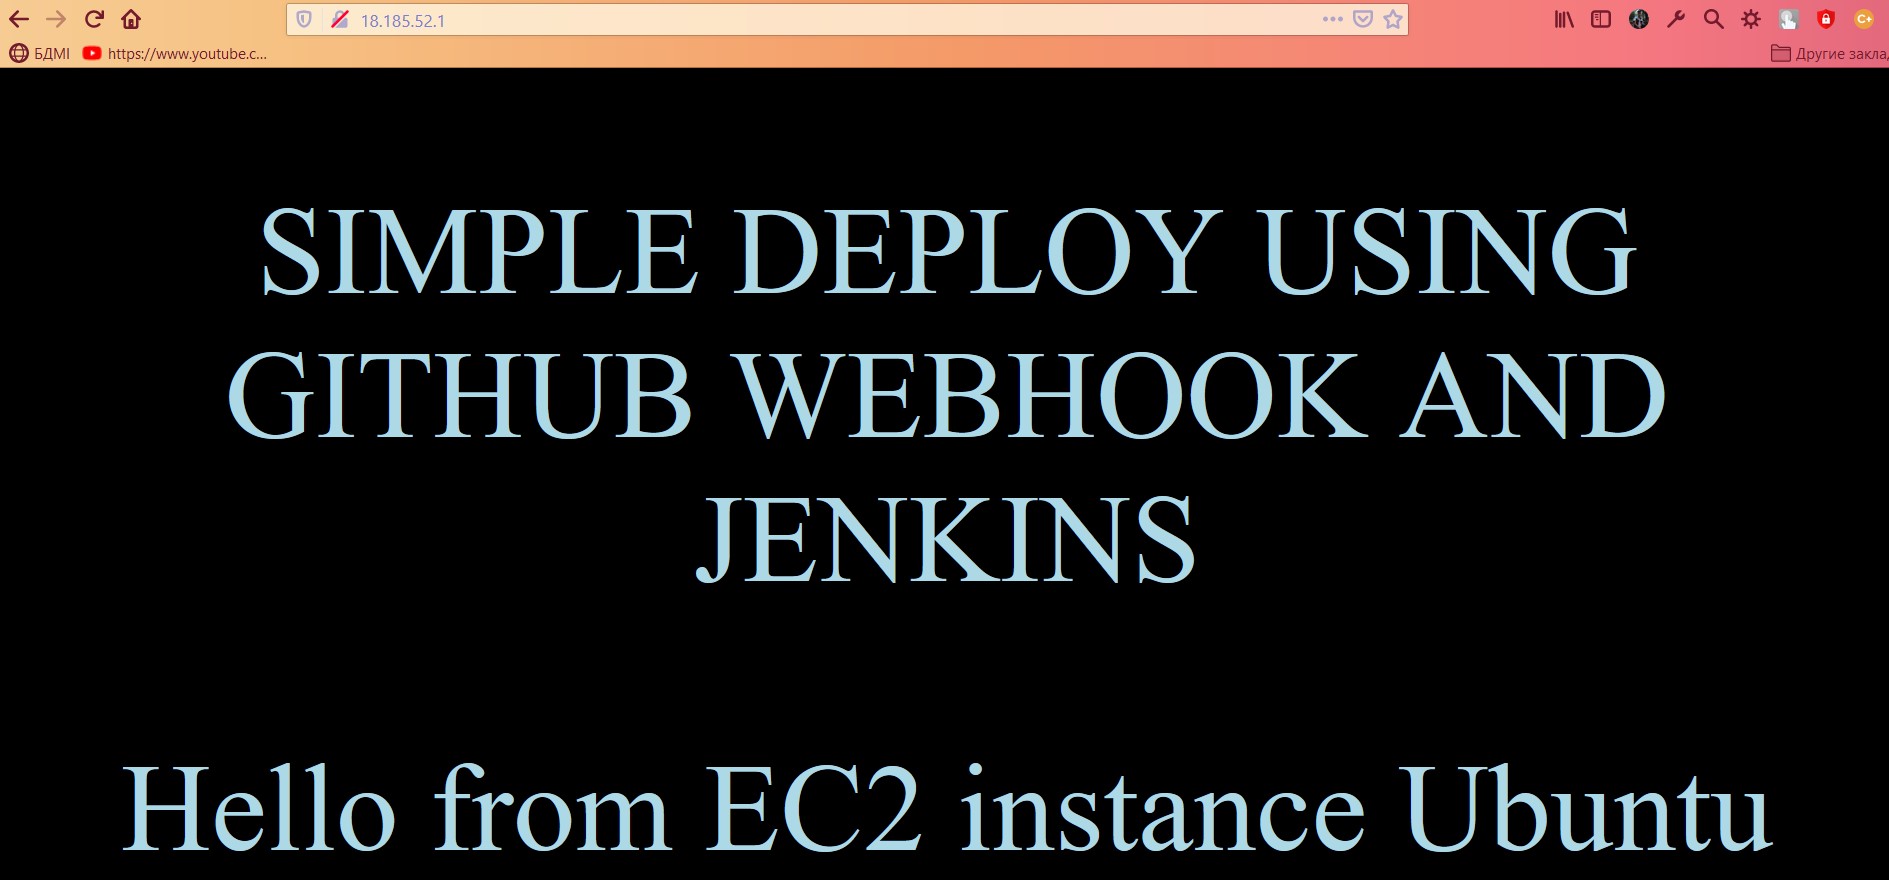 18.185.52.1
БДМІ
https://www.youtube.c...
Другие закла
SIMPLE DEPLOY USING
GITHUB WEBHOOK AND
JENKINS
Hello from EC2 instance Ubuntu